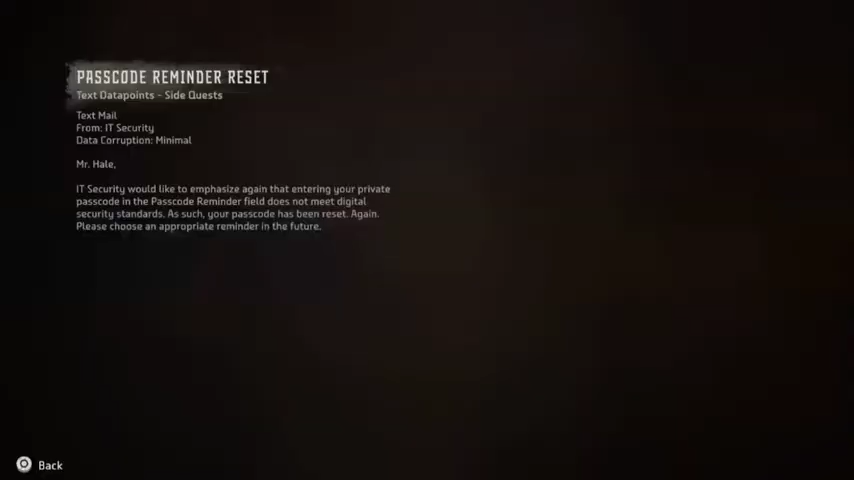 PASSCODE REMINDER RESET
Text Datapoints - Side Quests
Text Mail
From: IT Security
Data Corruption: Minimal
Mr. Hale,
IT Security would like to emphasize again that entering your private
passcode in the Passcode Reminder field does not meet digital
security standards. As such, your passcode has been reset. Again.
Please choose an appropriate reminder in the future.
Back